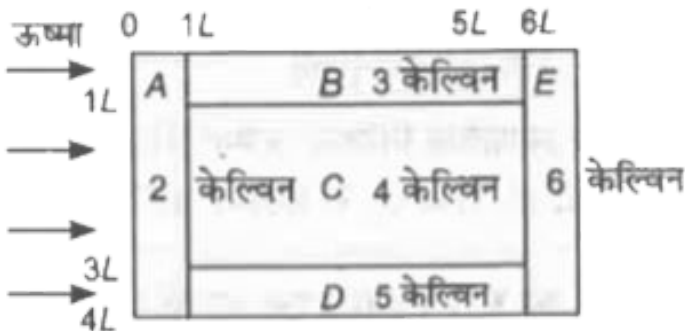 ऊष्मा 0 1L 5L 6L
A B 3 केल्विन E
1L
2 केल्विन C 4 केल्विन 6 केल्विन
3L
D 5 केल्विन
4L